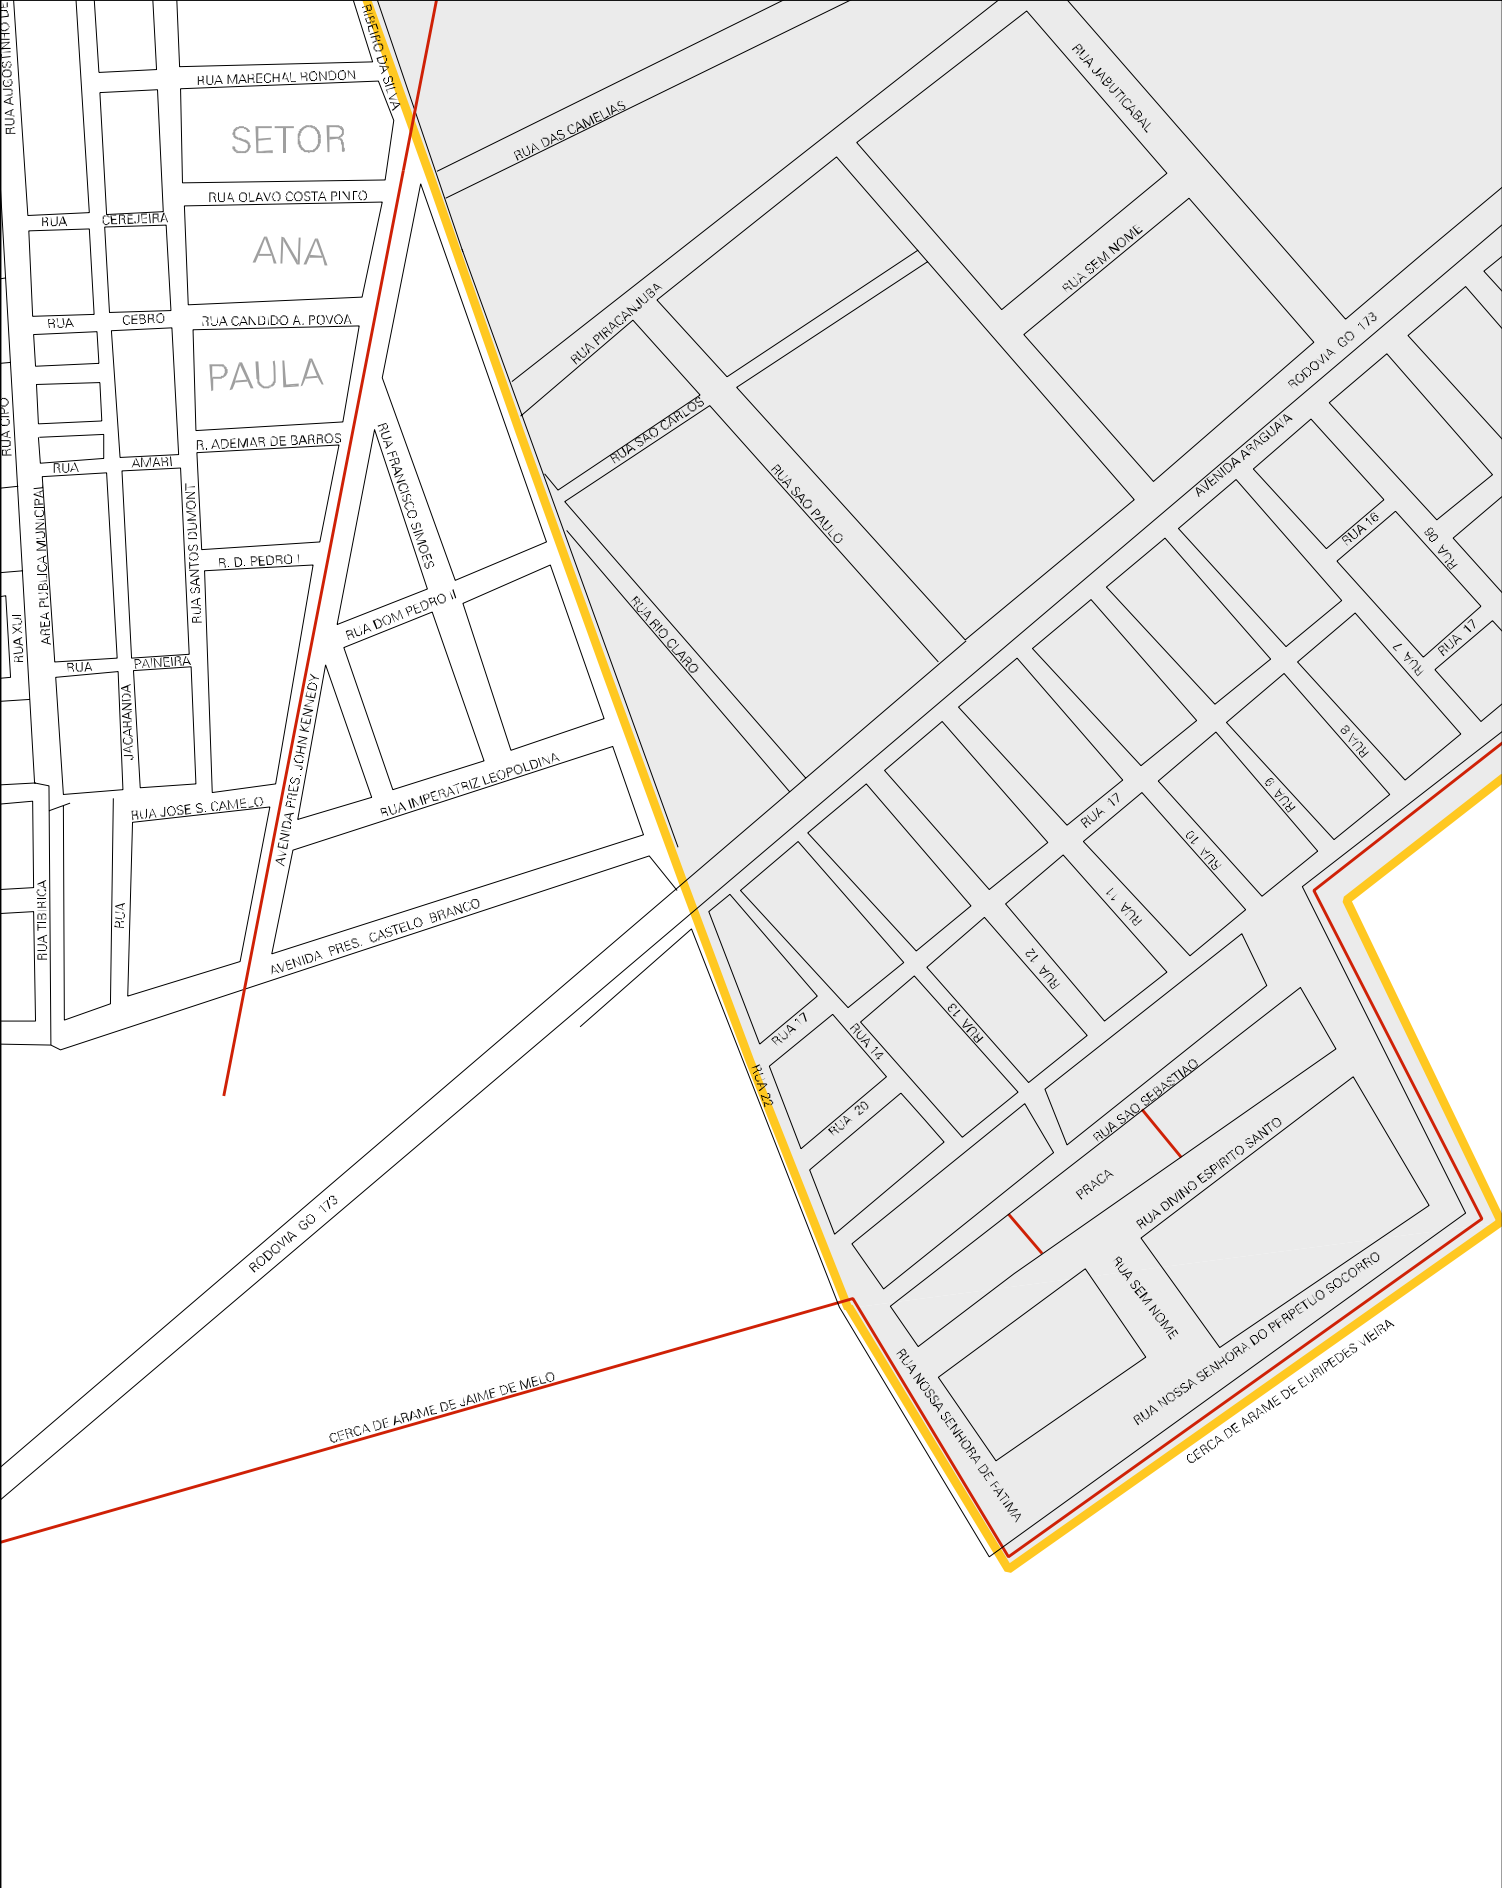 RIBEIRO DA SILVA
RUA MARECHAL RONDON
SETOR
RUA OLAVO COSTA PINTO
RUA
CEREJEIRA
ANA
RUA
CEBRO
RUA CANDIDO A. POVOA
PAULA
RUA CIPO
R. ADEMAR DE BARROS
RUA
AMARI
AREA PUBLICA MUNICIPAL
RUA SANTOS DUMONT
RUA FRANCISCO SIMOES
R. D. PEDRO I
RUA XUI
RUA DOM PEDRO II
RUA
PAINEIRA
JACARANDA
AVENIDA PRES. JOHN KENNEDY
RUA IMPERATRIZ LEOPOLDINA
RUA JOSE S. CAMELO
RUA TIBIRICA
RUA
AVENIDA PRES. CASTELO BRANCO
RUA DAS CAMELIAS
RUA JABUTICABAL
RUA SEM NOME
RUA PIRACANJUBA
RODOVIA GO 173
RUA SAO CARLOS
AVENIDA ARAGUAIA
RUA SAO PAULO
RUA 16
RUA 06
RUA RIO CLARO
RUA 17
RUA 7
RUA 8
RUA 9
RUA 17
RUA 10
RUA 11
RUA 12
RUA 13
RUA 17
RUA 14
RUA 22
RUA 20
RUA SAO SEBASTIAO
PRACA
RUA DIVINO ESPIRITO SANTO
RODOVIA GO 173
RUA SEM NOME
RUA NOSSA SENHORA DO PERPETUO SOCORRO
CERCA DE ARAME DE EURIPEDES VIEIRA
RUA NOSSA SENHORA DE FATIMA
CERCA DE ARAME DE JAIME DE MELO